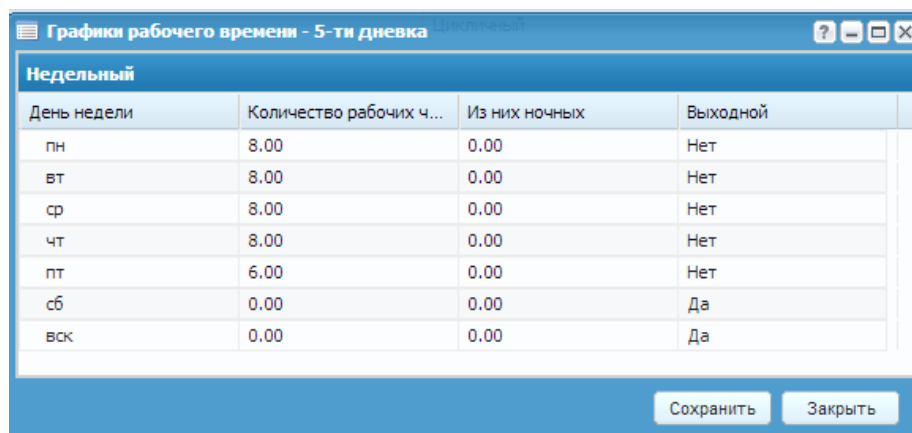 Графики рабочего времени - 5-ти дневка Цикличный
Недельный
День недели Количество рабочих ч... Из них ночных Выходной
пн 8.00 0.00 Нет
вт 8.00 0.00 Нет
ср 8.00 0.00 Нет
чт 8.00 0.00 Нет
пт 6.00 0.00 Нет
сб 0.00 0.00 Да
вск 0.00 0.00 Да
Сохранить Закрыть